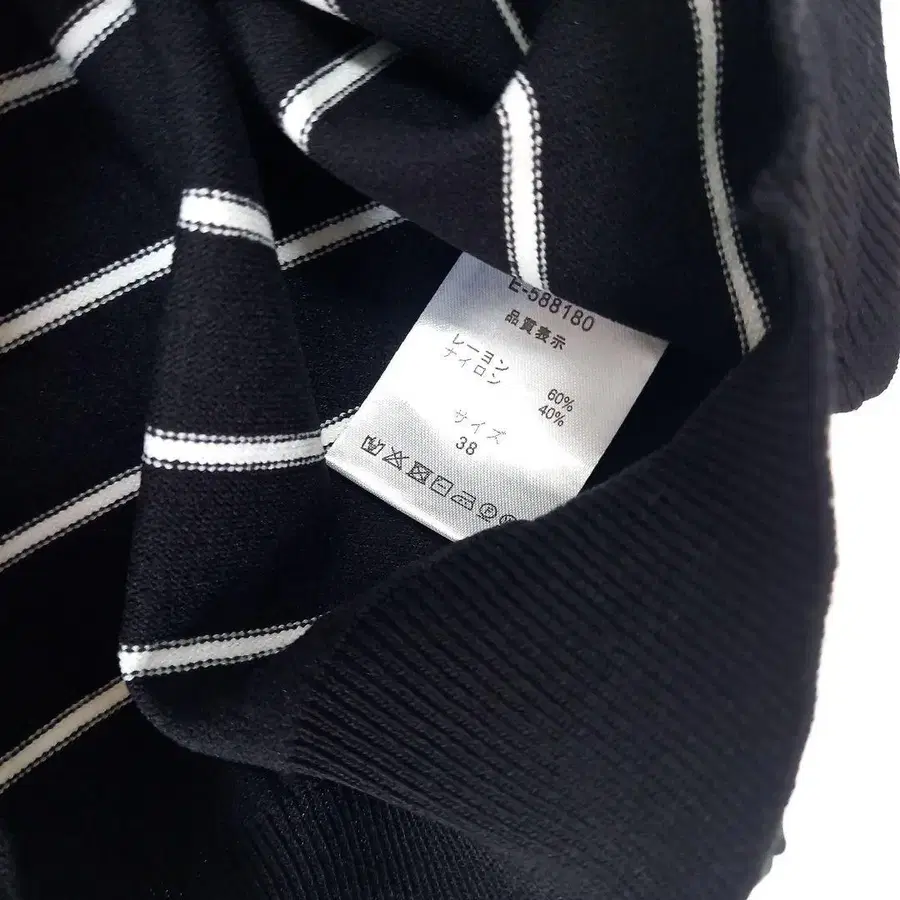 E-588180
品質表示
レーヨン 60%
ナイロン 40%
サイズ
38